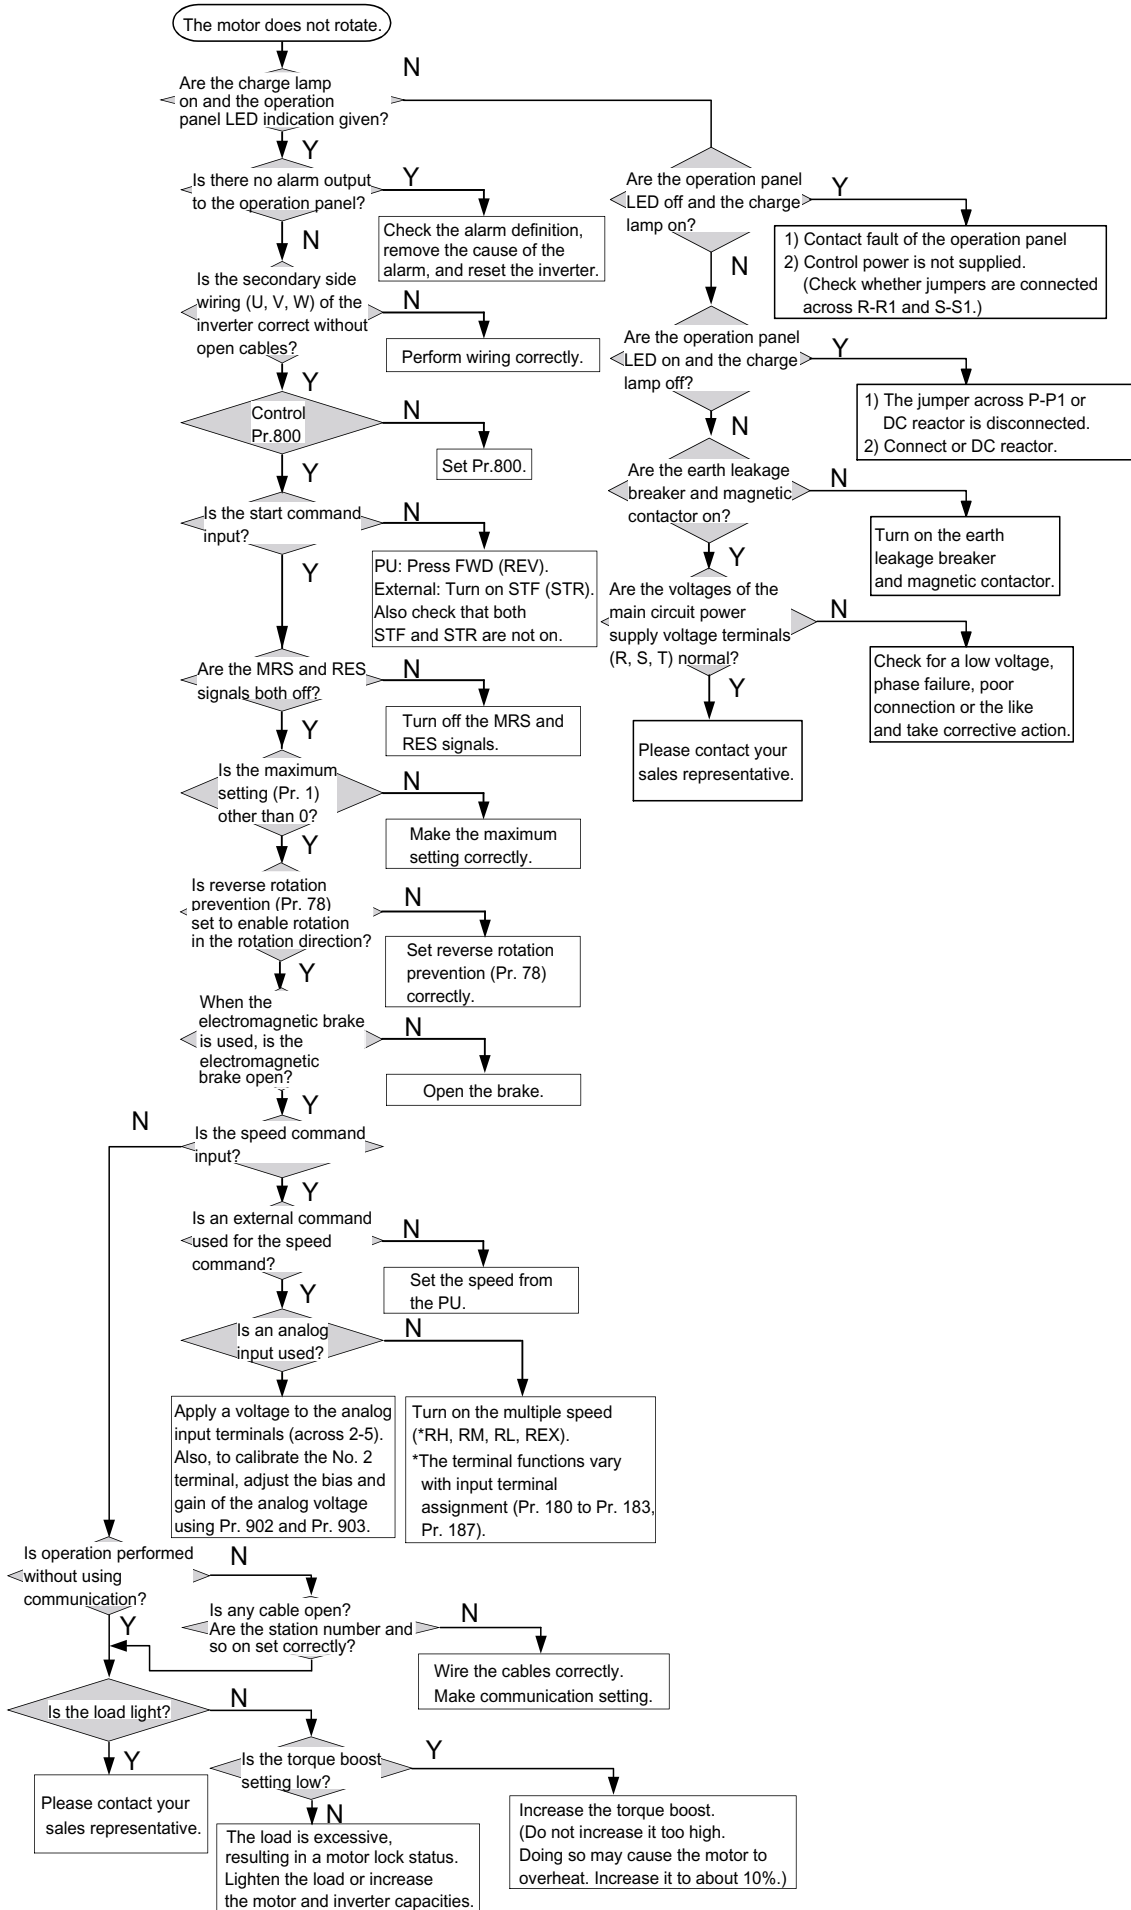 The motor does not rotate.
Are the charge lamp
on and the operation
panel LED indication given?
N
Y
Is there no alarm output
to the operation panel?
Y
Check the alarm definition,
remove the cause of the
alarm, and reset the inverter.
N
Is the secondary side
wiring (U, V, W) of the
inverter correct without
open cables?
N
Perform wiring correctly.
Y
Control
Pr.800
N
Set Pr.800.
Y
Is the start command
input?
N
PU: Press FWD (REV).
External: Turn on STF (STR).
Also check that both
STF and STR are not on.
Y
Are the MRS and RES
signals both off?
N
Turn off the MRS and
RES signals.
Y
Is the maximum
setting (Pr. 1)
other than 0?
N
Make the maximum
setting correctly.
Y
Is reverse rotation
prevention (Pr. 78)
set to enable rotation
in the rotation direction?
N
Set reverse rotation
prevention (Pr. 78)
correctly.
Y
When the
electromagnetic brake
is used, is the
electromagnetic
brake open?
N
Open the brake.
Y
Is the speed command
input?
N
Y
Is an external command
used for the speed
command?
N
Set the speed from
the PU.
Y
Is an analog
input used?
N
Apply a voltage to the analog
input terminals (across 2-5).
Also, to calibrate the No. 2
terminal, adjust the bias and
gain of the analog voltage
using Pr. 902 and Pr. 903.
Turn on the multiple speed
(*RH, RM, RL, REX).
*The terminal functions vary
with input terminal
assignment (Pr. 180 to Pr. 183,
Pr. 187).
Is operation performed
without using
communication?
N
Y
Is any cable open?
Are the station number and
so on set correctly?
N
Wire the cables correctly.
Make communication setting.
Is the load light?
N
Y
Please contact your
sales representative.
Is the torque boost
setting low?
Y
N
The load is excessive,
resulting in a motor lock status.
Lighten the load or increase
the motor and inverter capacities.
Increase the torque boost.
(Do not increase it too high.
Doing so may cause the motor to
overheat. Increase it to about 10%.)
Are the operation panel
LED off and the charge
lamp on?
Y
1) Contact fault of the operation panel
2) Control power is not supplied.
(Check whether jumpers are connected
across R-R1 and S-S1.)
N
Are the operation panel
LED on and the charge
lamp off?
Y
1) The jumper across P-P1 or
DC reactor is disconnected.
2) Connect or DC reactor.
N
Are the earth leakage
breaker and magnetic
contactor on?
N
Turn on the earth
leakage breaker
and magnetic contactor.
Y
Are the voltages of the
main circuit power
supply voltage terminals
(R, S, T) normal?
N
Check for a low voltage,
phase failure, poor
connection or the like
and take corrective action.
Y
Please contact your
sales representative.